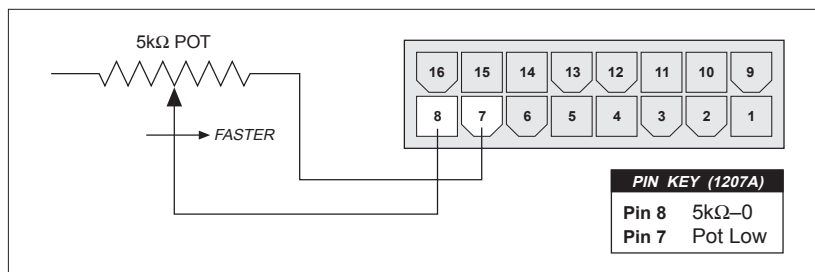 5kΩ POT
FASTER
16 15 14 13 12 11 10 9
8 7 6 5 4 3 2 1
PIN KEY (1207A)
Pin 8 5kΩ–0
Pin 7 Pot Low